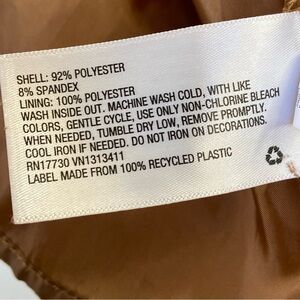 SHELL: 92% POLYESTER
8% SPANDEX
LINING: 100% POLYESTER
WASH INSIDE OUT. MACHINE WASH COLD, WITH LIKE
COLORS, GENTLE CYCLE, USE ONLY NON-CHLORINE BLEACH
WHEN NEEDED, TUMBLE DRY LOW, REMOVE PROMPTLY.
COOL IRON IF NEEDED. DO NOT IRON ON DECORATIONS.
RN17730 VN1313411
LABEL MADE FROM 100% RECYCLED PLASTIC